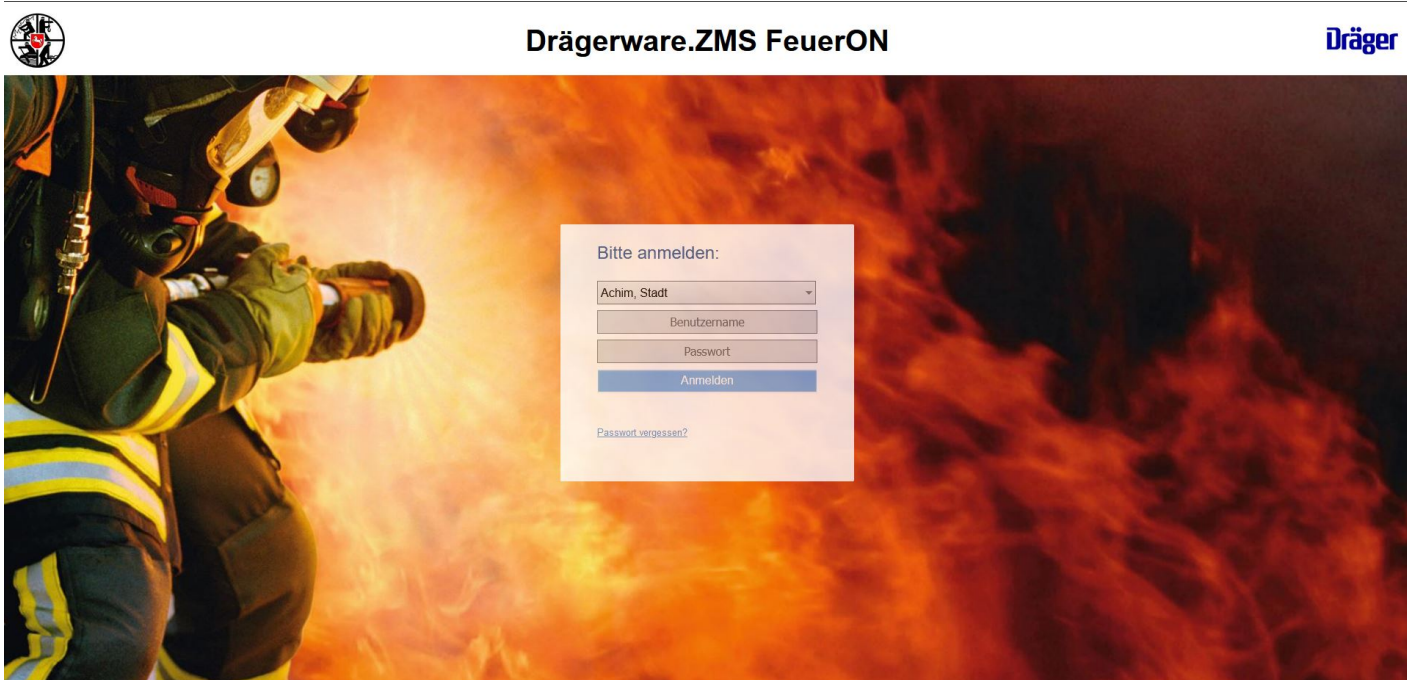 Drägerware.ZMS FeuerON
Dräger
Bitte anmelden:
Achim, Stadt
Benutzername
Passwort
Anmelden
Passwort vergessen?